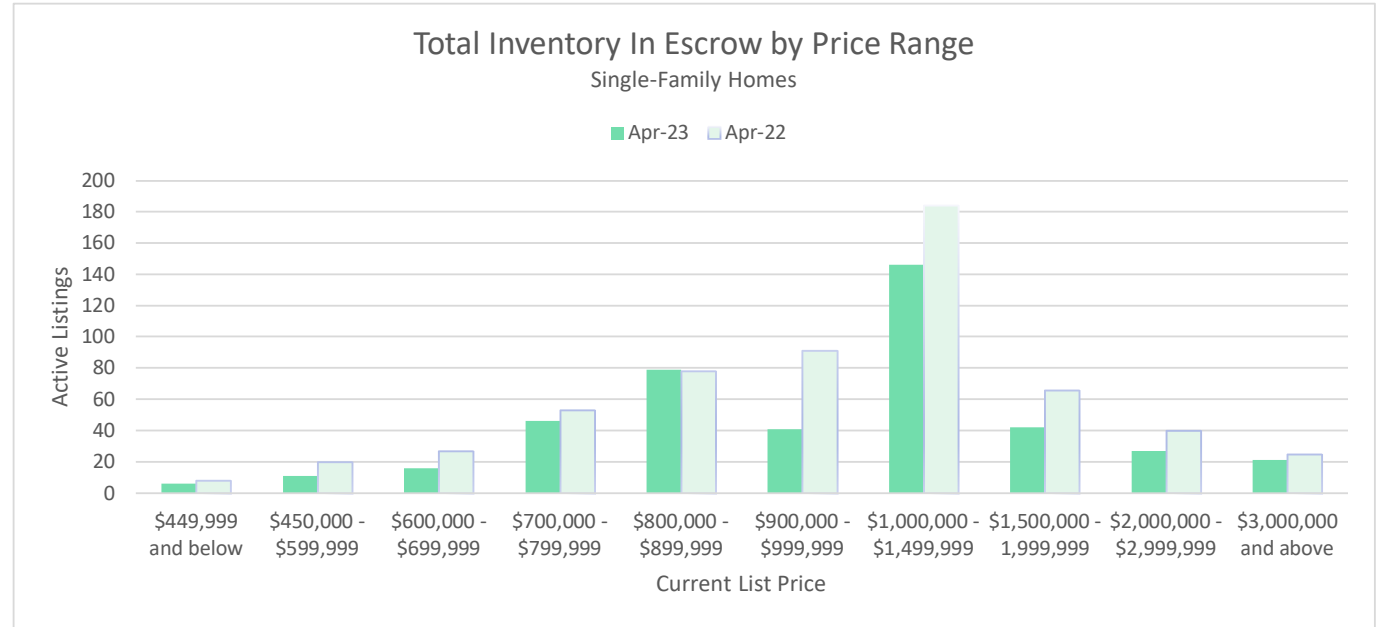 Total Inventory In Escrow by Price Range
Single-Family Homes
Apr-23 Apr-22
Active Listings
200
180
160
140
120
100
80
60
40
20
0
$449,999 and below
$450,000 - $599,999
$600,000 - $699,999
$700,000 - $799,999
$800,000 - $899,999
$900,000 - $999,999
$1,000,000 - $1,499,999
$1,500,000 - 1,999,999
$2,000,000 - $2,999,999
$3,000,000 and above
Current List Price